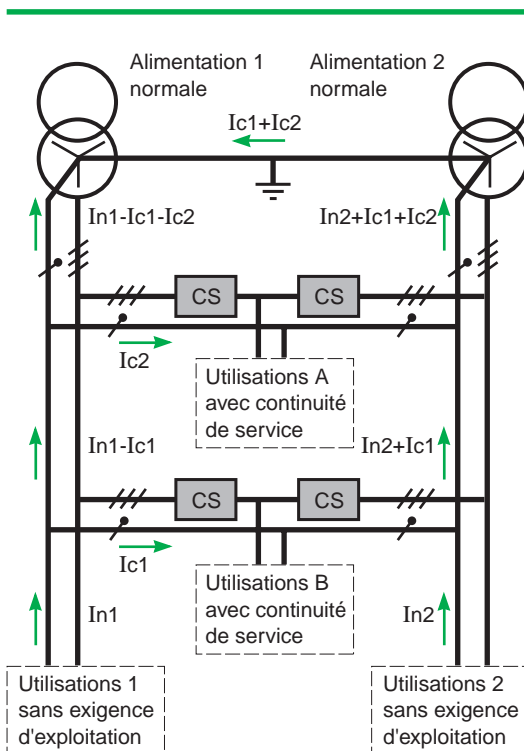 Alimentation 1
normale
Alimentation 2
normale
Ic1+Ic2
In1-Ic1-Ic2
In2+Ic1+Ic2
CS
CS
Ic2
Utilisations A
avec continuité
de service
In1-Ic1
In2+Ic1
CS
CS
Ic1
Utilisations B
avec continuité
de service
In1
In2
Utilisations 1
sans exigence
d'exploitation
Utilisations 2
sans exigence
d'exploitation